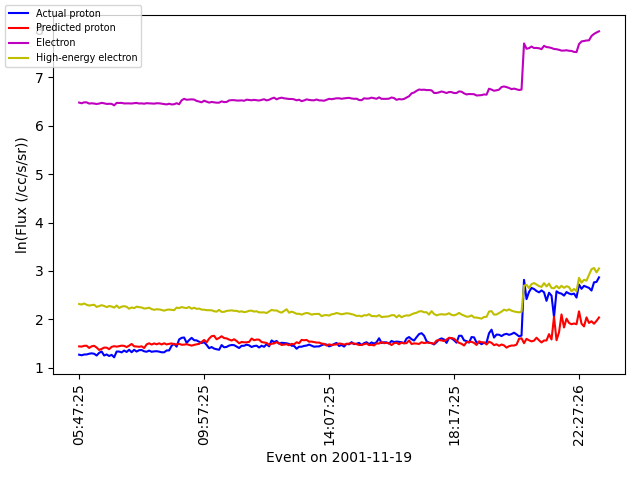 Actual proton
Predicted proton
Electron
High-energy electron
7
6
5
4
3
2
1
ln(Flux (/cc/s/sr))
05:47:25
09:57:25
14:07:25
18:17:25
22:27:26
Event on 2001-11-19